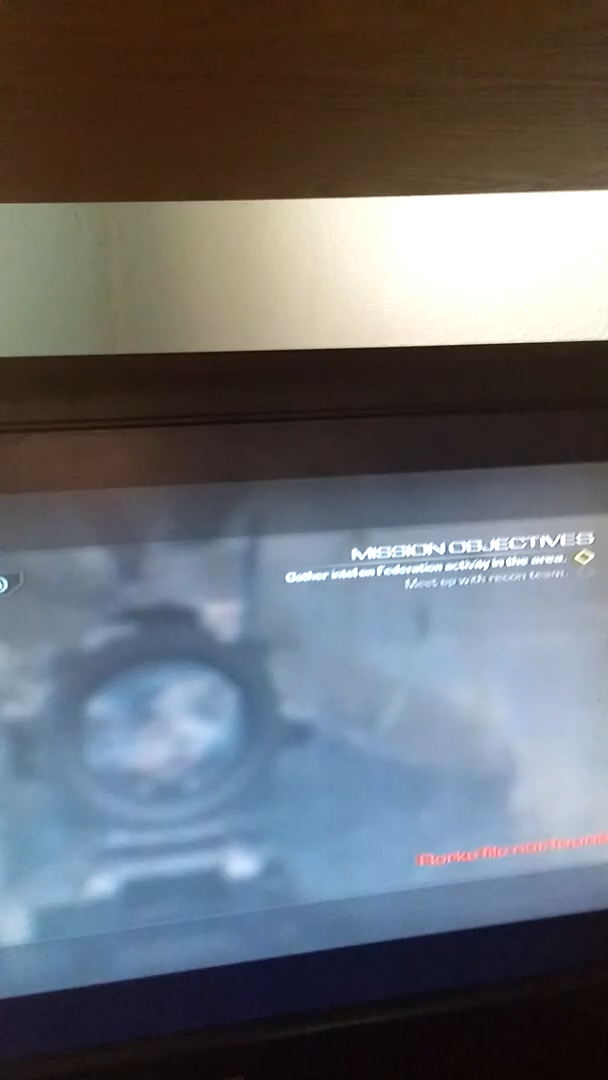 MISSION OBJECTIVES
Gather intel on Federation activity in the area.
Meet up with recon team.
Rorke file not found